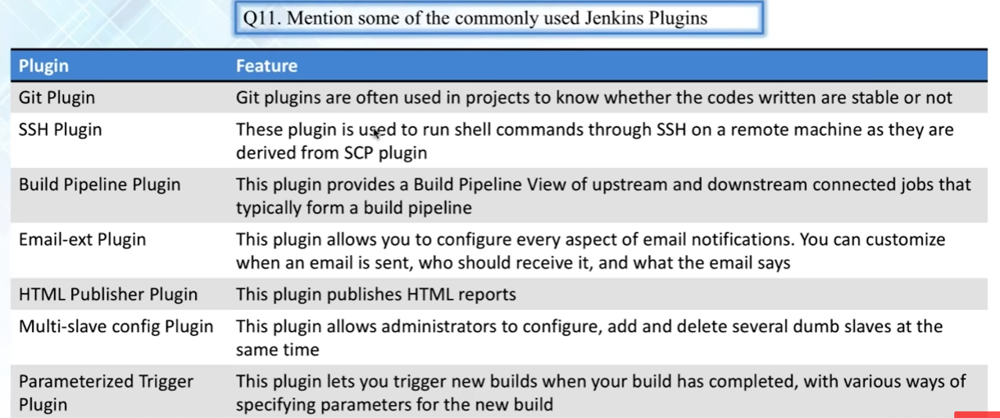 Q11. Mention some of the commonly used Jenkins Plugins
Plugin Feature
Git Plugin Git plugins are often used in projects to know whether the codes written are stable or not
SSH Plugin These plugin is used to run shell commands through SSH on a remote machine as they are
derived from SCP plugin
Build Pipeline Plugin This plugin provides a Build Pipeline View of upstream and downstream connected jobs that
typically form a build pipeline
Email-ext Plugin This plugin allows you to configure every aspect of email notifications. You can customize
when an email is sent, who should receive it, and what the email says
HTML Publisher Plugin This plugin publishes HTML reports
Multi-slave config Plugin This plugin allows administrators to configure, add and delete several dumb slaves at the
same time
Parameterized Trigger This plugin lets you trigger new builds when your build has completed, with various ways of
Plugin specifying parameters for the new build